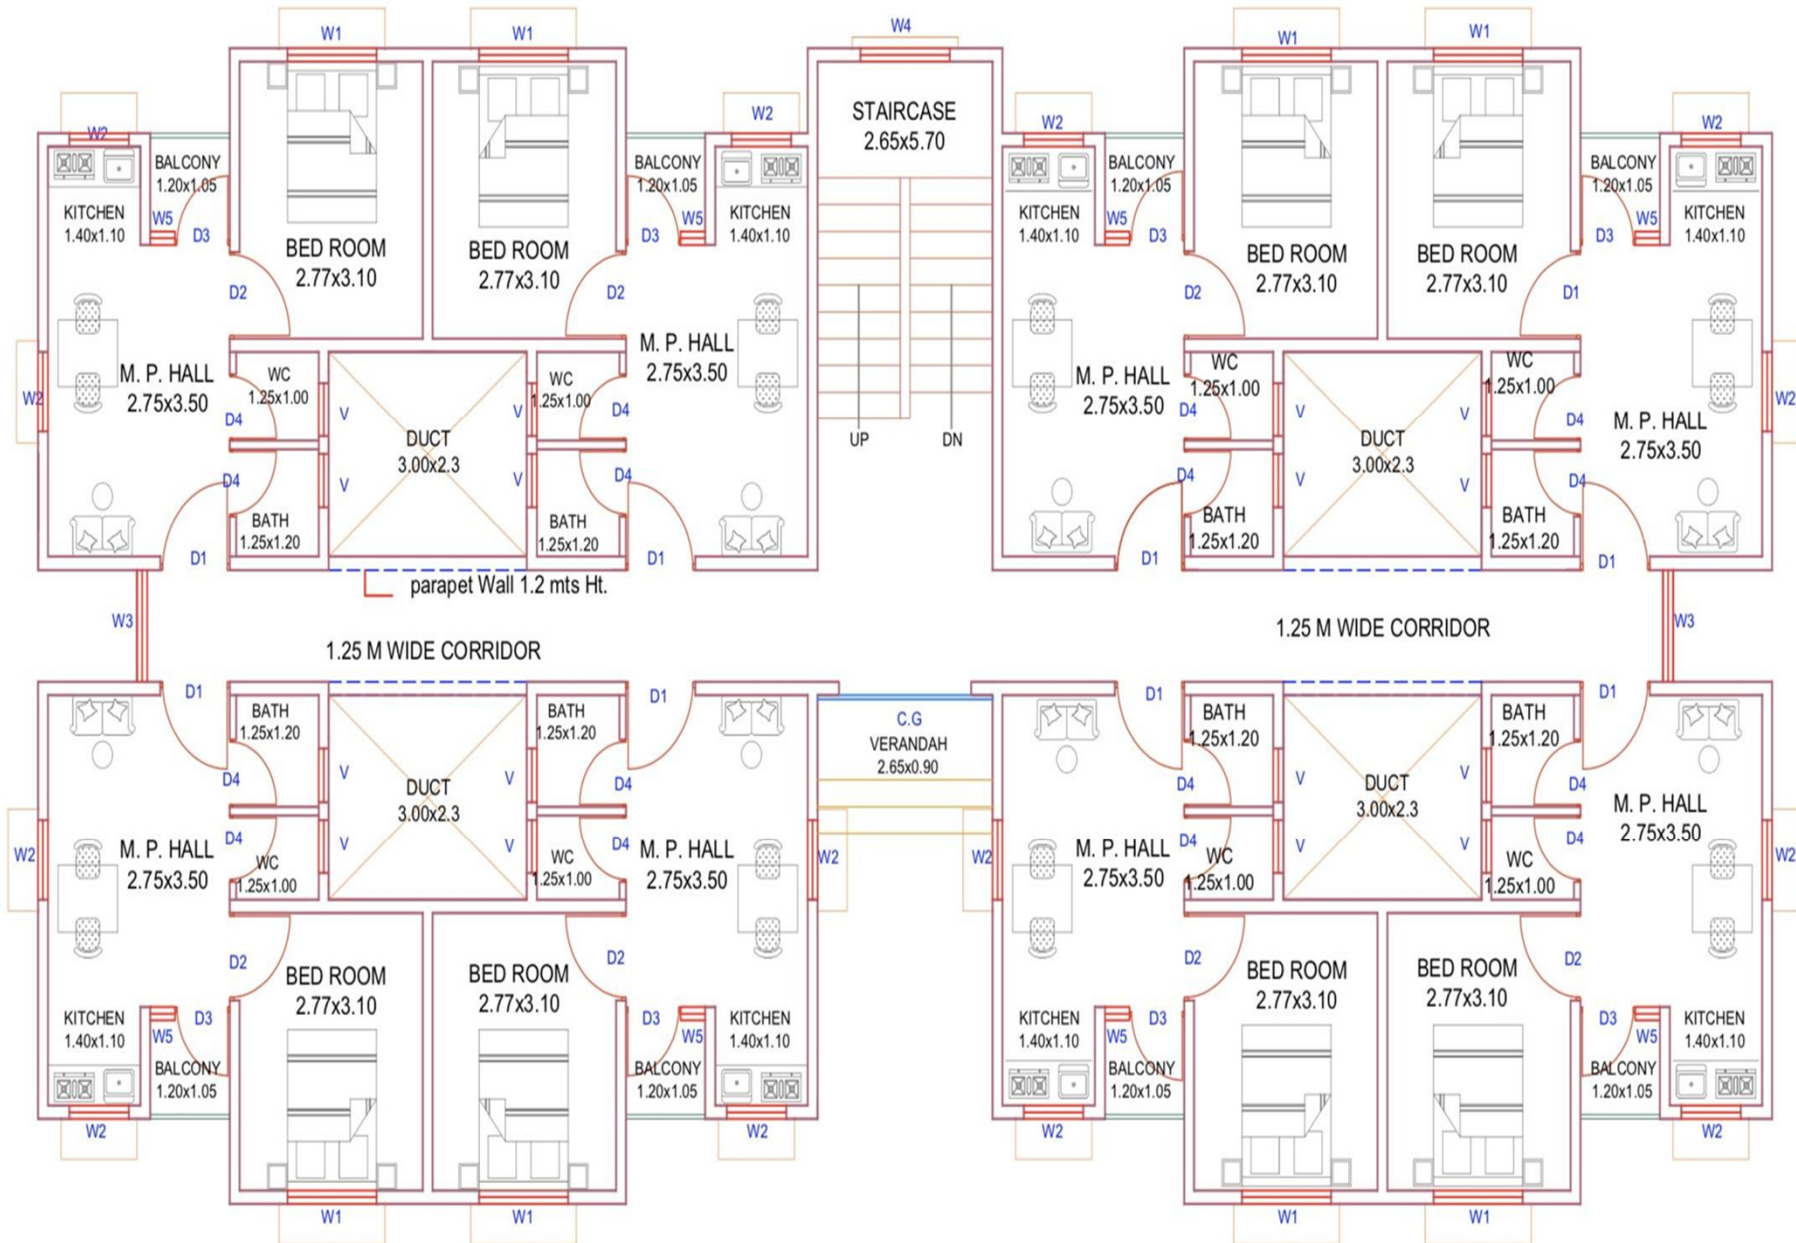 W1
W1
W4
W1
W1
W2
W2
W2
W2
STAIRCASE
2.65x5.70
BALCONY
1.20x1.05
BALCONY
1.20x1.05
BALCONY
1.20x1.05
BALCONY
1.20x1.05
KITCHEN
1.40x1.10
W5
D3
BED ROOM
2.77x3.10
BED ROOM
2.77x3.10
D3
W5
KITCHEN
1.40x1.10
KITCHEN
1.40x1.10
W5
D3
BED ROOM
2.77x3.10
BED ROOM
2.77x3.10
D3
W5
KITCHEN
1.40x1.10
D2
D2
D2
D1
W2
M. P. HALL
2.75x3.50
WC
1.25x1.00
D4
V
DUCT
3.00x2.3
V
WC
1.25x1.00
D4
M. P. HALL
2.75x3.50
UP
DN
M. P. HALL
2.75x3.50
WC
1.25x1.00
D4
V
DUCT
3.00x2.3
V
WC
1.25x1.00
D4
M. P. HALL
2.75x3.50
W2
D4
V
V
D4
D4
V
V
D4
BATH
1.25x1.20
BATH
1.25x1.20
BATH
1.25x1.20
BATH
1.25x1.20
D1
D1
D1
D1
parapet Wall 1.2 mts Ht.
W3
1.25 M WIDE CORRIDOR
1.25 M WIDE CORRIDOR
W3
D1
D1
D1
D1
BATH
1.25x1.20
BATH
1.25x1.20
C.G
VERANDAH
2.65x0.90
BATH
1.25x1.20
BATH
1.25x1.20
D4
V
DUCT
3.00x2.3
V
D4
D4
V
DUCT
3.00x2.3
V
D4
W2
M. P. HALL
2.75x3.50
D4
WC
1.25x1.00
V
V
WC
1.25x1.00
D4
M. P. HALL
2.75x3.50
W2
W2
M. P. HALL
2.75x3.50
D4
WC
1.25x1.00
V
V
WC
1.25x1.00
D4
M. P. HALL
2.75x3.50
W2
D2
D2
D2
D2
BED ROOM
2.77x3.10
BED ROOM
2.77x3.10
BED ROOM
2.77x3.10
BED ROOM
2.77x3.10
KITCHEN
1.40x1.10
D3
W5
D3
W5
KITCHEN
1.40x1.10
KITCHEN
1.40x1.10
D3
W5
D3
W5
KITCHEN
1.40x1.10
BALCONY
1.20x1.05
BALCONY
1.20x1.05
BALCONY
1.20x1.05
BALCONY
1.20x1.05
W2
W2
W2
W2
W1
W1
W1
W1